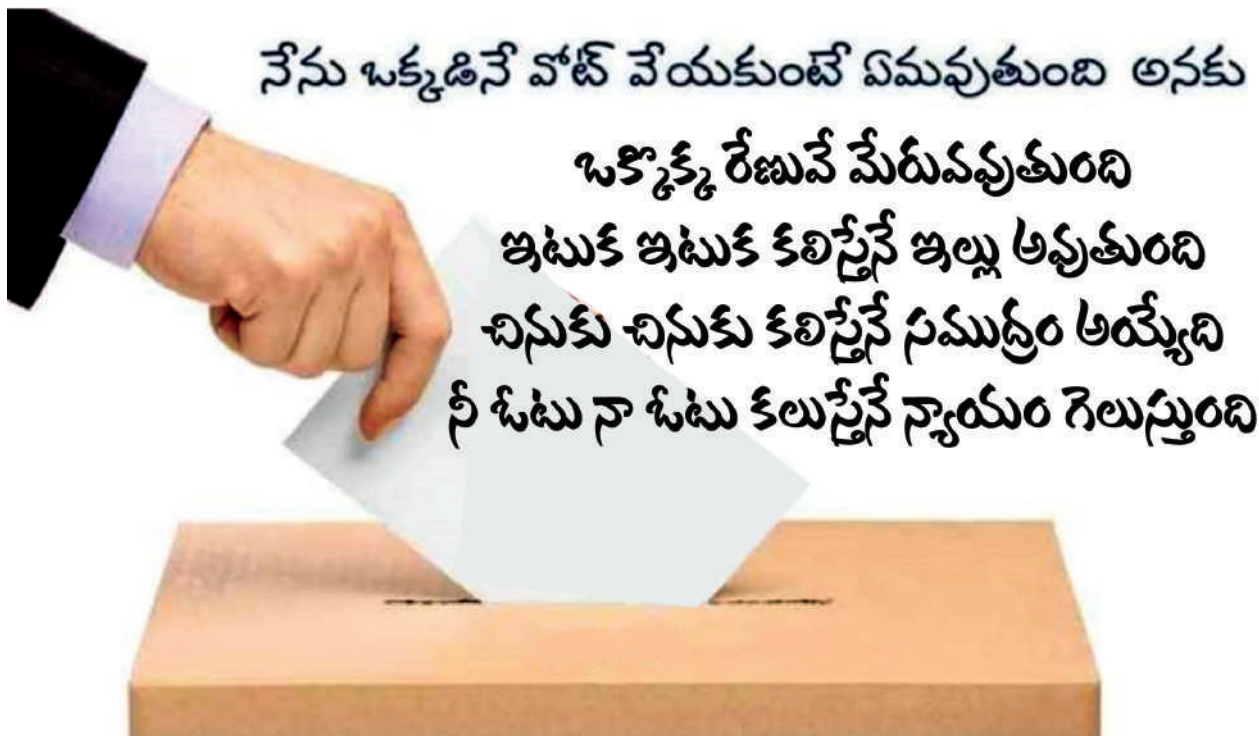 నేను ఒక్కడినే వోట్ వేయకుంటే ఏమవుతుంది అనకు
ఒక్కొక్క రేణువే మేరువవుతుంది
ఇటుక ఇటుక కలిస్తేనే ఇల్లు అవుతుంది
చినుకు చినుకు కలిస్తేనే సముద్రం అయ్యేది
నీ ఓటు నా ఓటు కలుస్తేనే న్యాయం గెలుస్తుంది